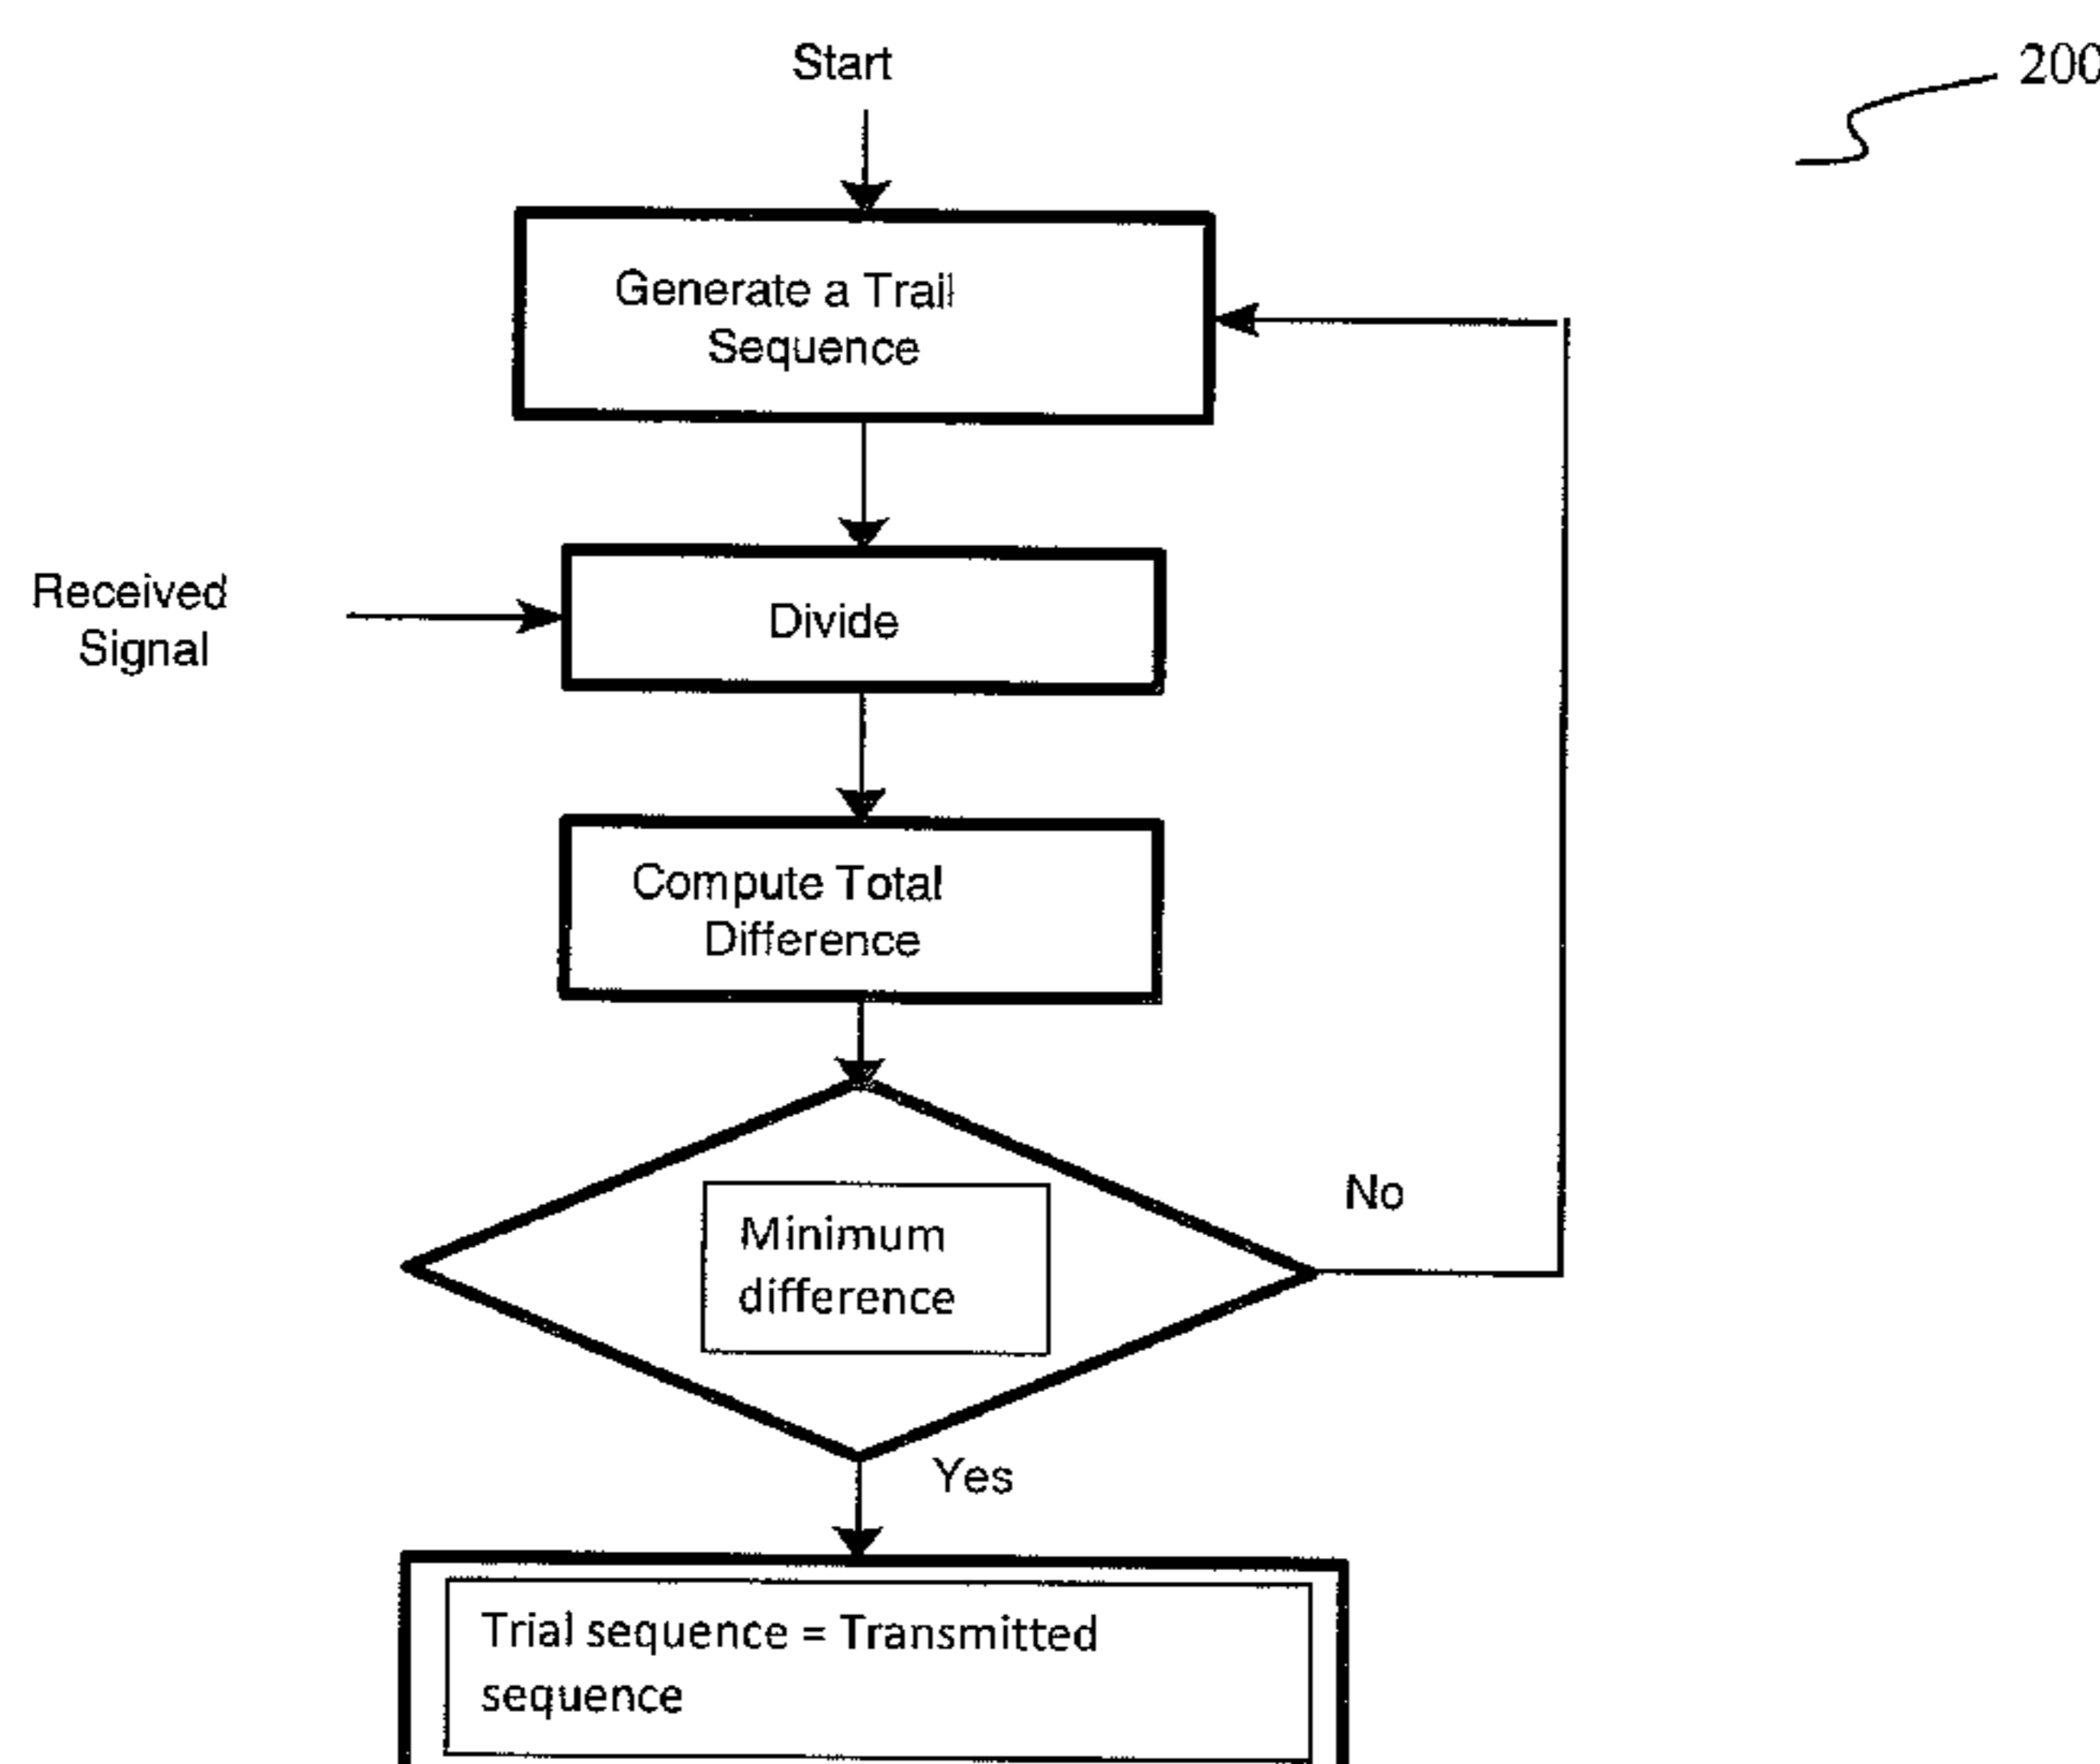 Start
200
Generate a Trail
Sequence
Received
Signal
Divide
Compute Total
Difference
Minimum
difference
No
Yes
Trial sequence = Transmitted
sequence